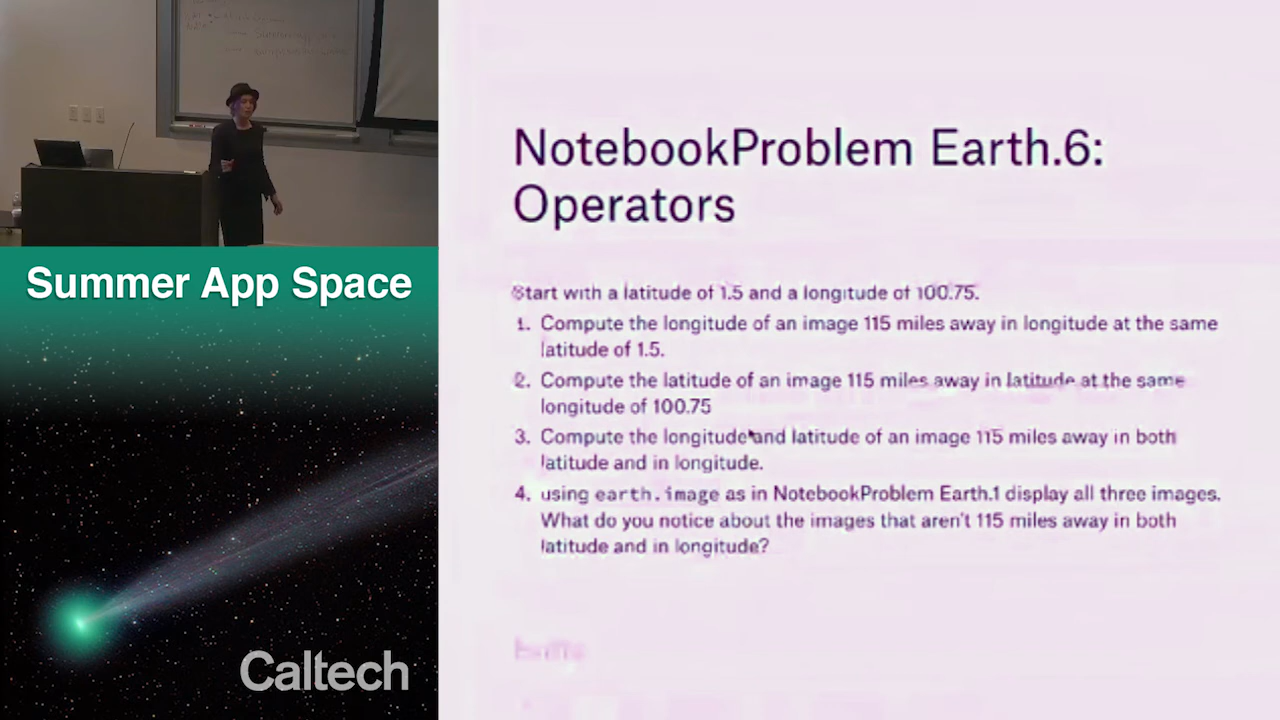 Summer App Space
Caltech
NotebookProblem Earth.6:
Operators
Start with a latitude of 1.5 and a longitude of 100.75.
1. Compute the longitude of an image 115 miles away in longitude at the same
latitude of 1.5.
2. Compute the latitude of an image 115 miles away in latitude at the same
longitude of 100.75
3. Compute the longitude and latitude of an image 115 miles away in both
latitude and in longitude.
4. using earth.image as in NotebookProblem Earth.1 display all three images.
What do you notice about the images that aren't 115 miles away in both
latitude and in longitude?